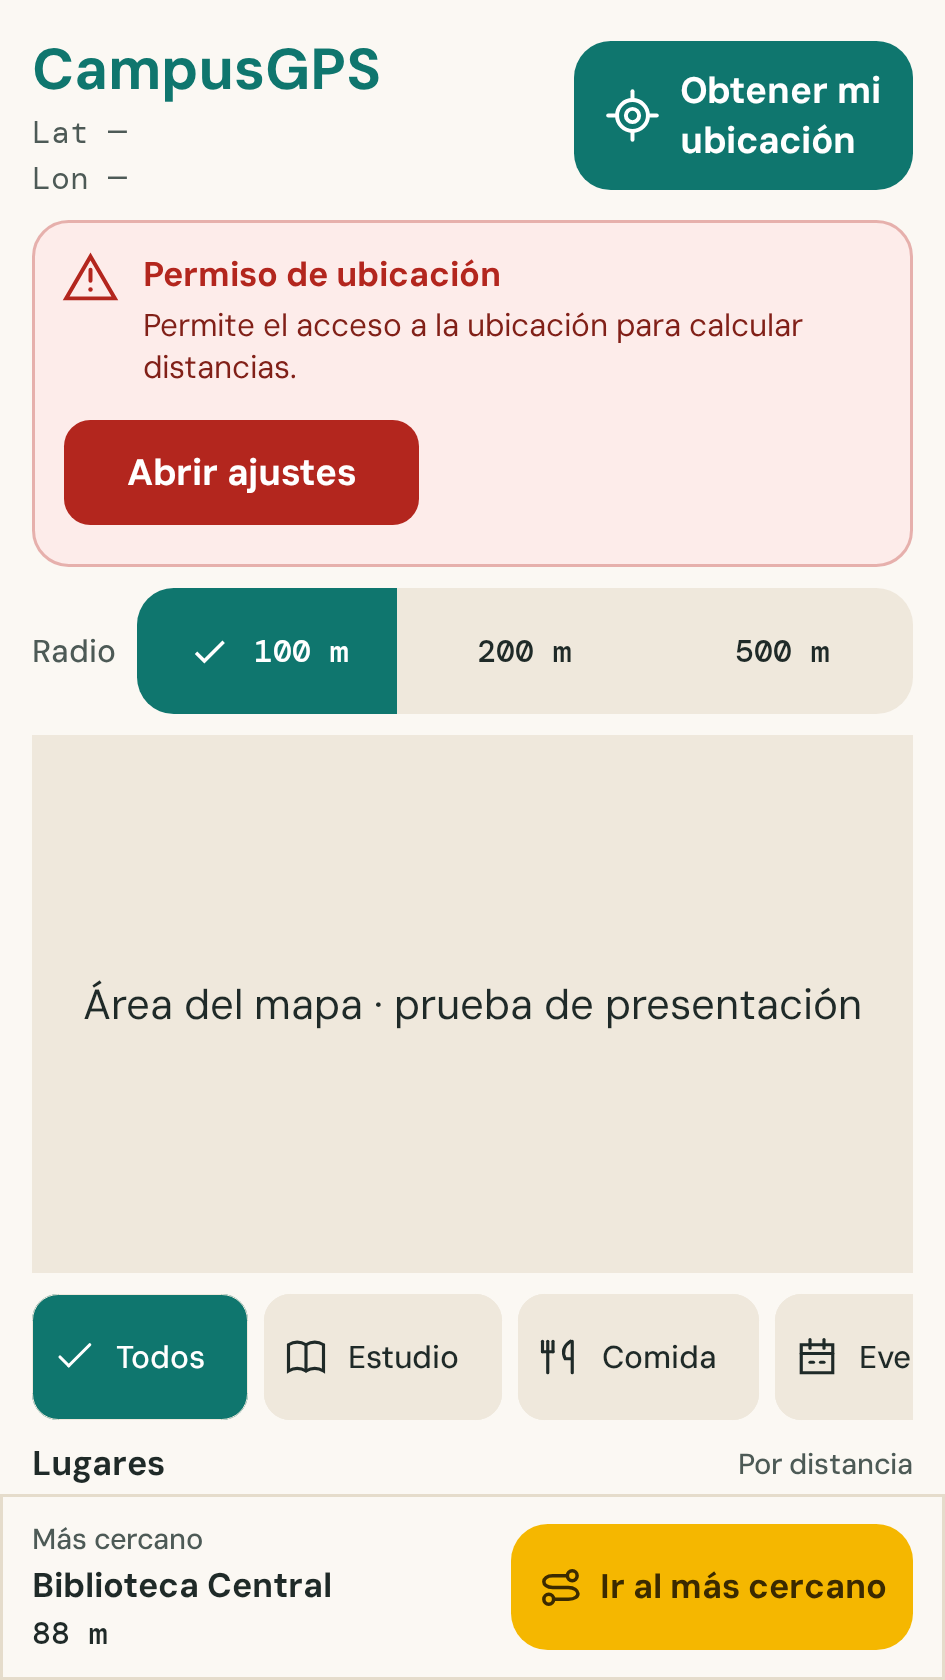 CampusGPS
Lat —
Lon —
Obtener mi
ubicación
Permiso de ubicación
Permite el acceso a la ubicación para calcular
distancias.
Abrir ajustes
Radio
100 m
200 m
500 m
Área del mapa · prueba de presentación
Todos
Estudio
Comida
Eve
Lugares
Por distancia
Más cercano
Biblioteca Central
88 m
Ir al más cercano